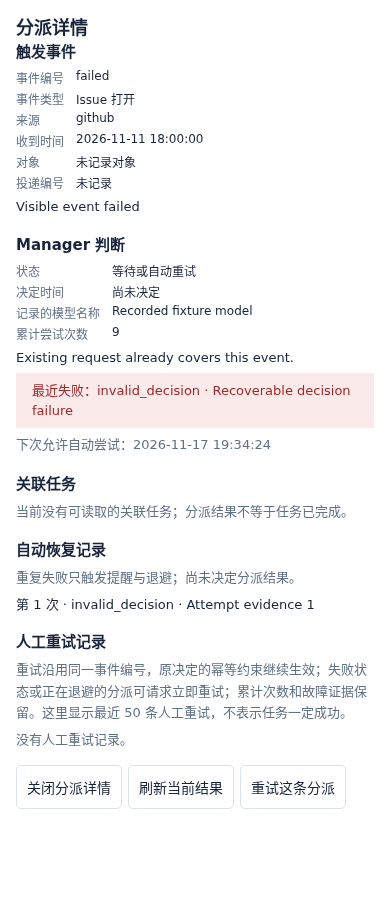 分派详情
触发事件
事件编号 failed
事件类型 Issue 打开
来源 github
收到时间 2026-11-11 18:00:00
对象 未记录对象
投递编号 未记录
Visible event failed
Manager 判断
状态 等待或自动重试
决定时间 尚未决定
记录的模型名称 Recorded fixture model
累计尝试次数 9
Existing request already covers this event.
最近失败：invalid_decision · Recoverable decision
failure
下次允许自动尝试：2026-11-17 19:34:24
关联任务
当前没有可读取的关联任务；分派结果不等于任务已完成。
自动恢复记录
重复失败只触发提醒与退避；尚未决定分派结果。
第 1 次 · invalid_decision · Attempt evidence 1
人工重试记录
重试沿用同一事件编号，原决定的幂等约束继续生效；失败状
态或正在退避的分派可请求立即重试；累计次数和故障证据保
留。这里显示最近 50 条人工重试，不表示任务一定成功。
没有人工重试记录。
关闭分派详情 刷新当前结果 重试这条分派